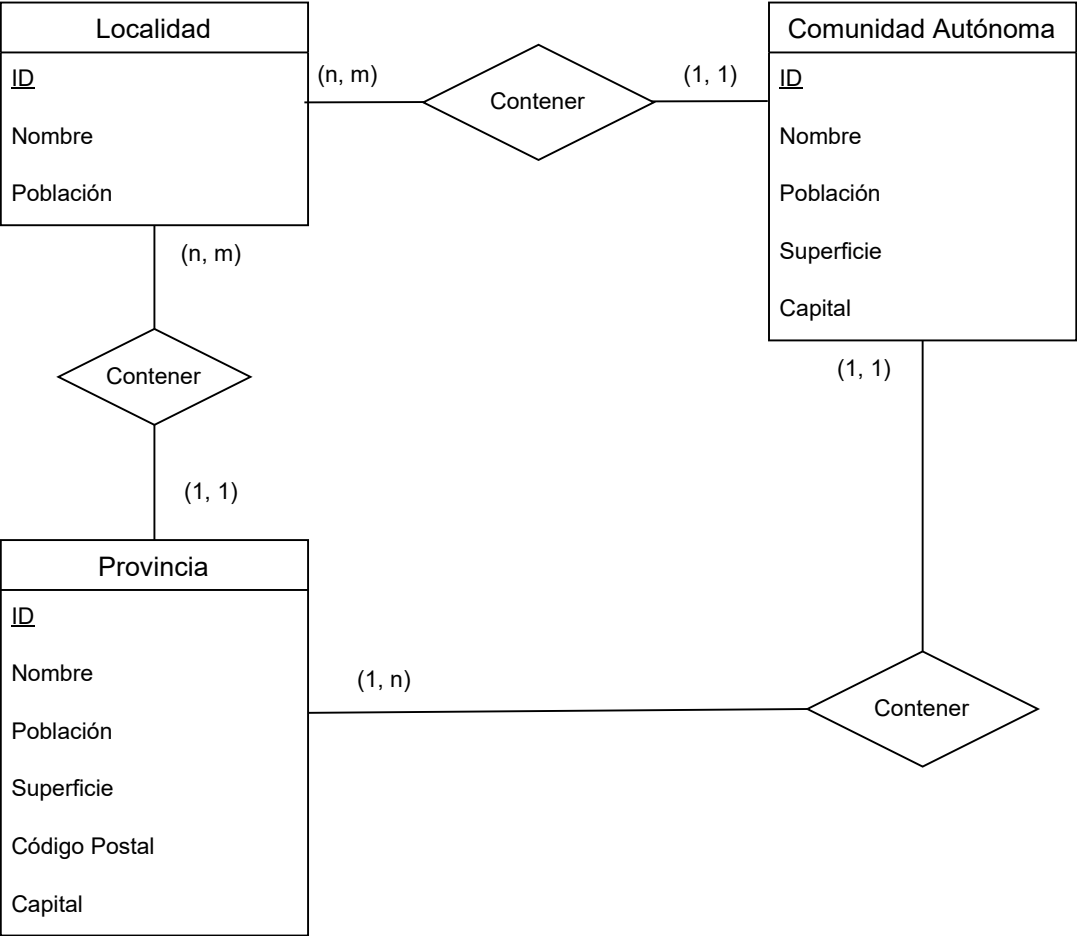 Localidad
ID
Nombre
Población
(n, m)
Contener
(1, 1)
Comunidad Autónoma
ID
Nombre
Población
Superficie
Capital
(n, m)
Contener
(1, 1)
(1, 1)
Provincia
ID
Nombre
Población
Superficie
Código Postal
Capital
(1, n)
Contener